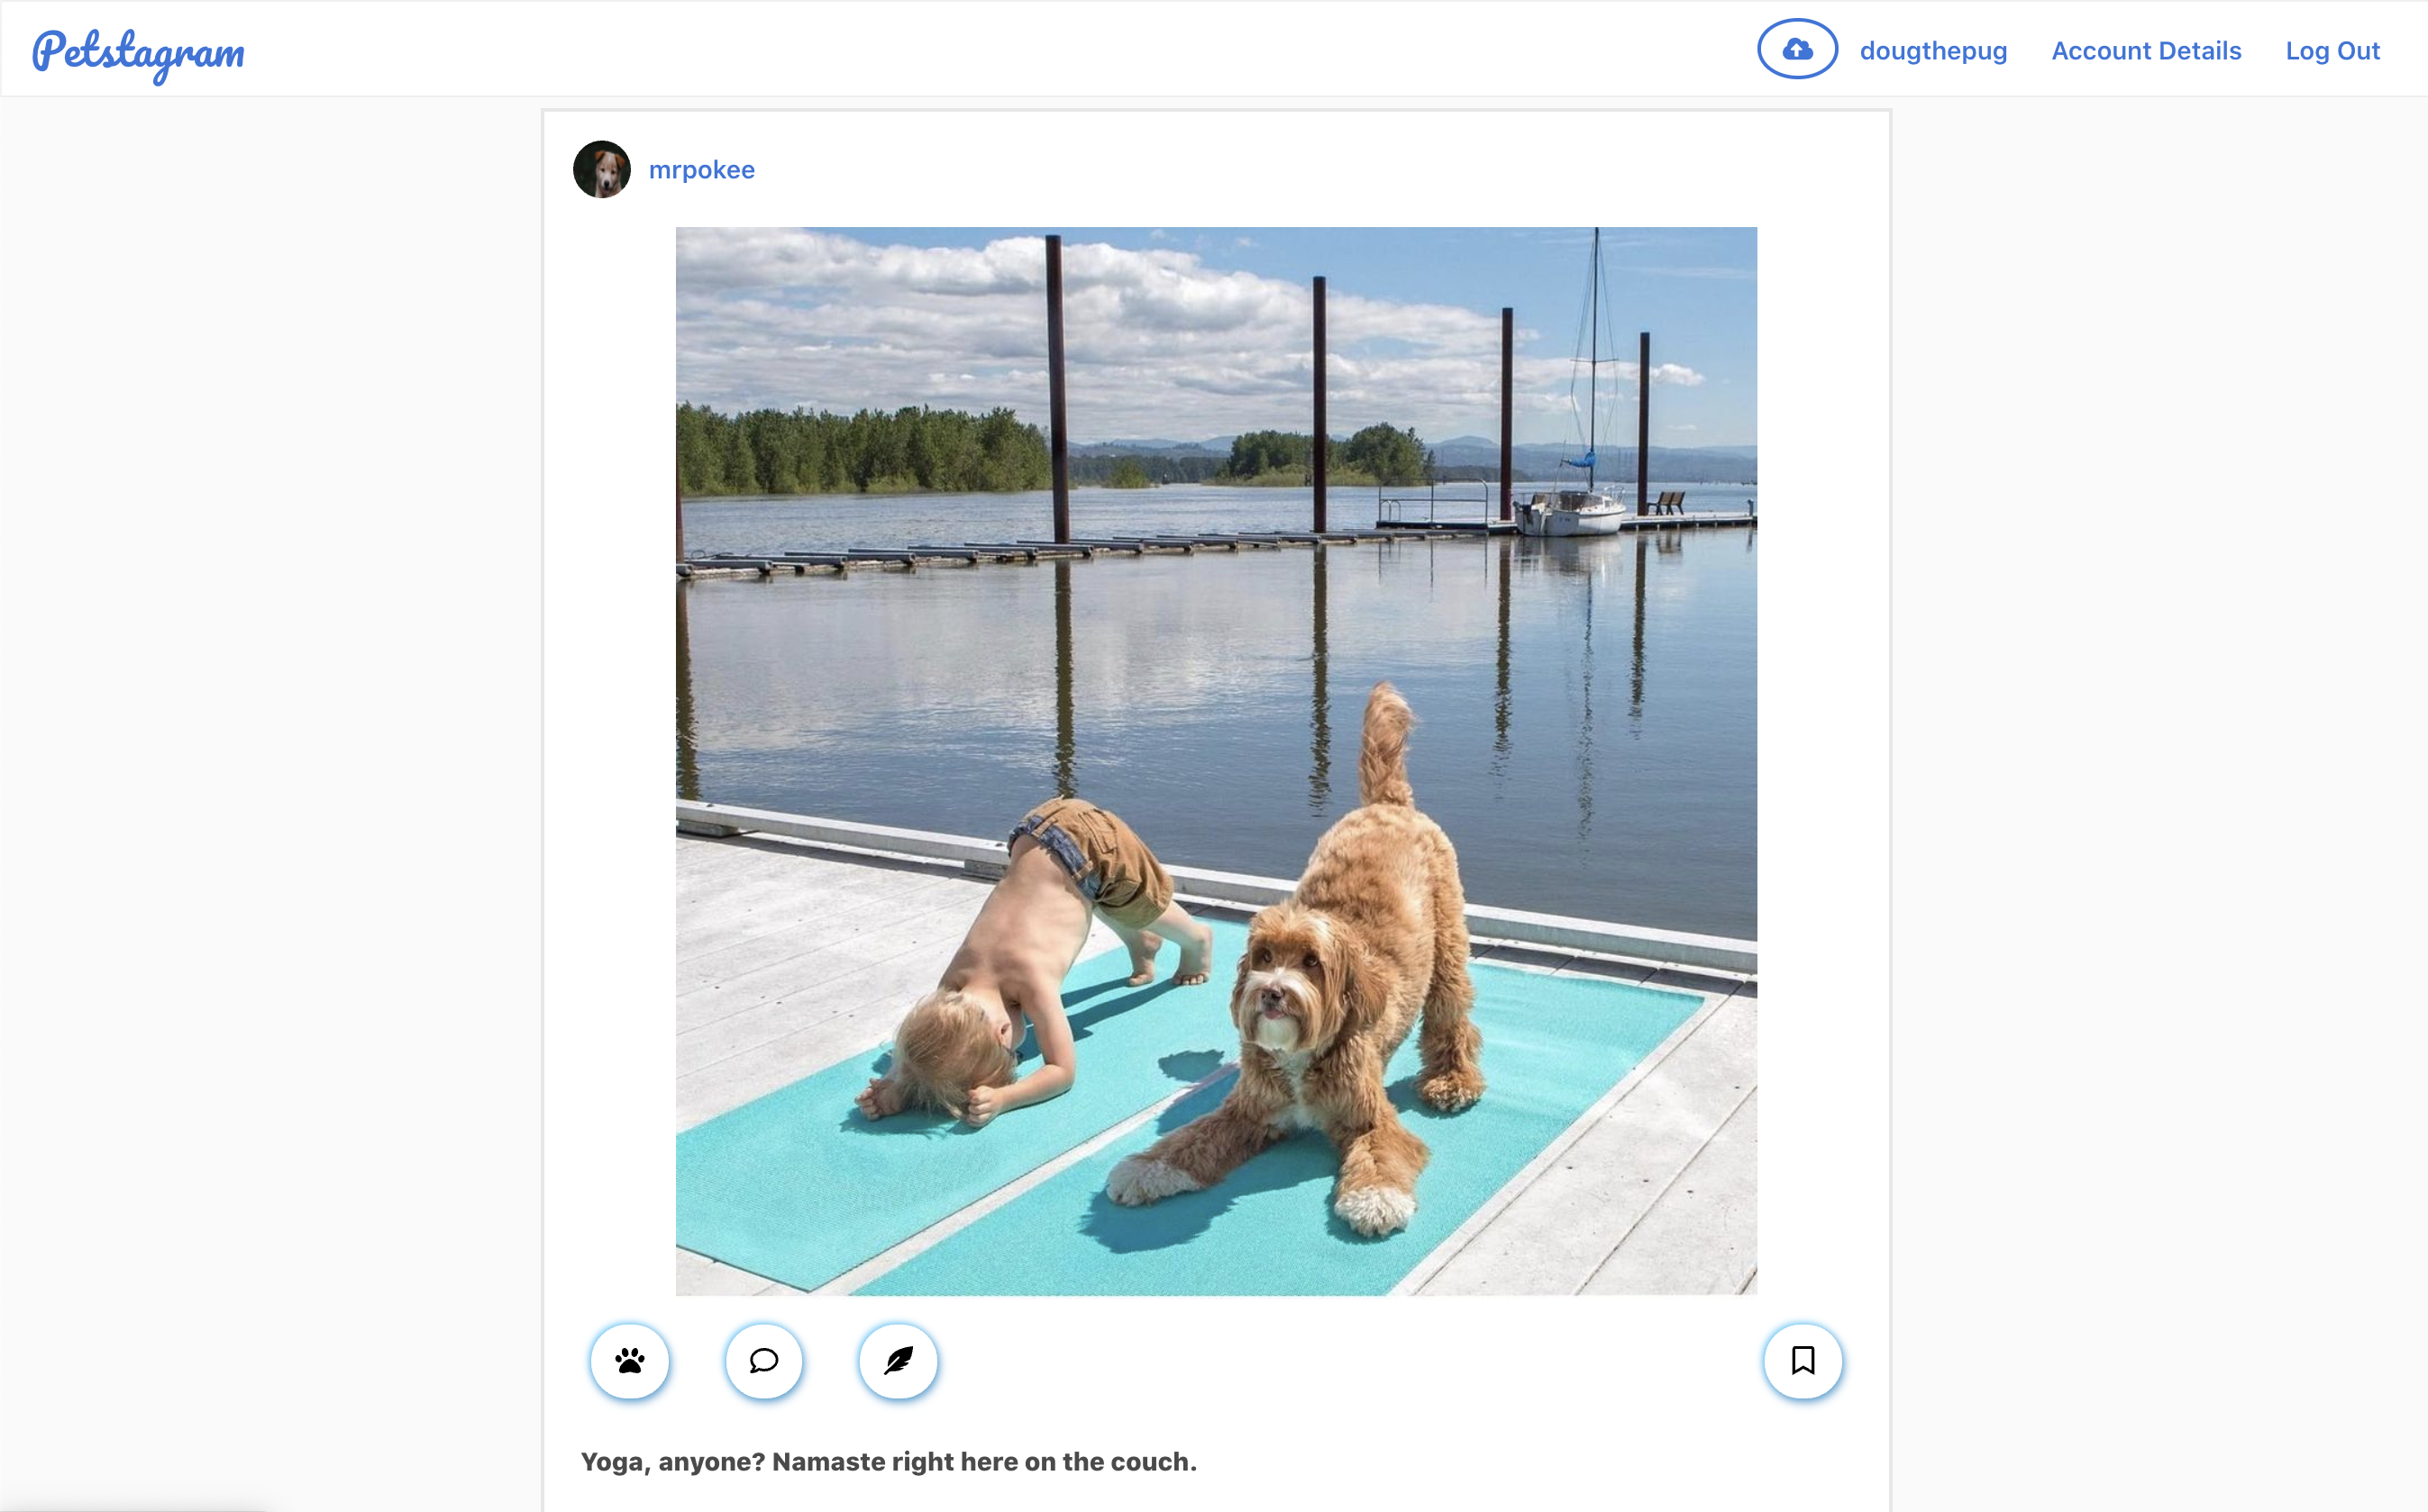 Petstagram
dougthepug Account Details Log Out
mrpokee
Yoga, anyone? Namaste right here on the couch.